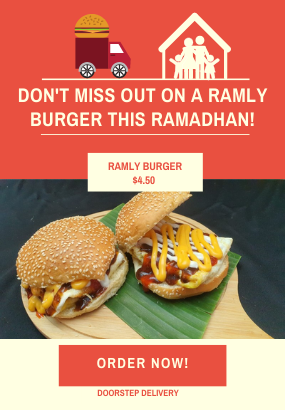 DON'T MISS OUT ON A RAMLY
BURGER THIS RAMADHAN!
RAMLY BURGER
$4.50
ORDER NOW!
DOORSTEP DELIVERY